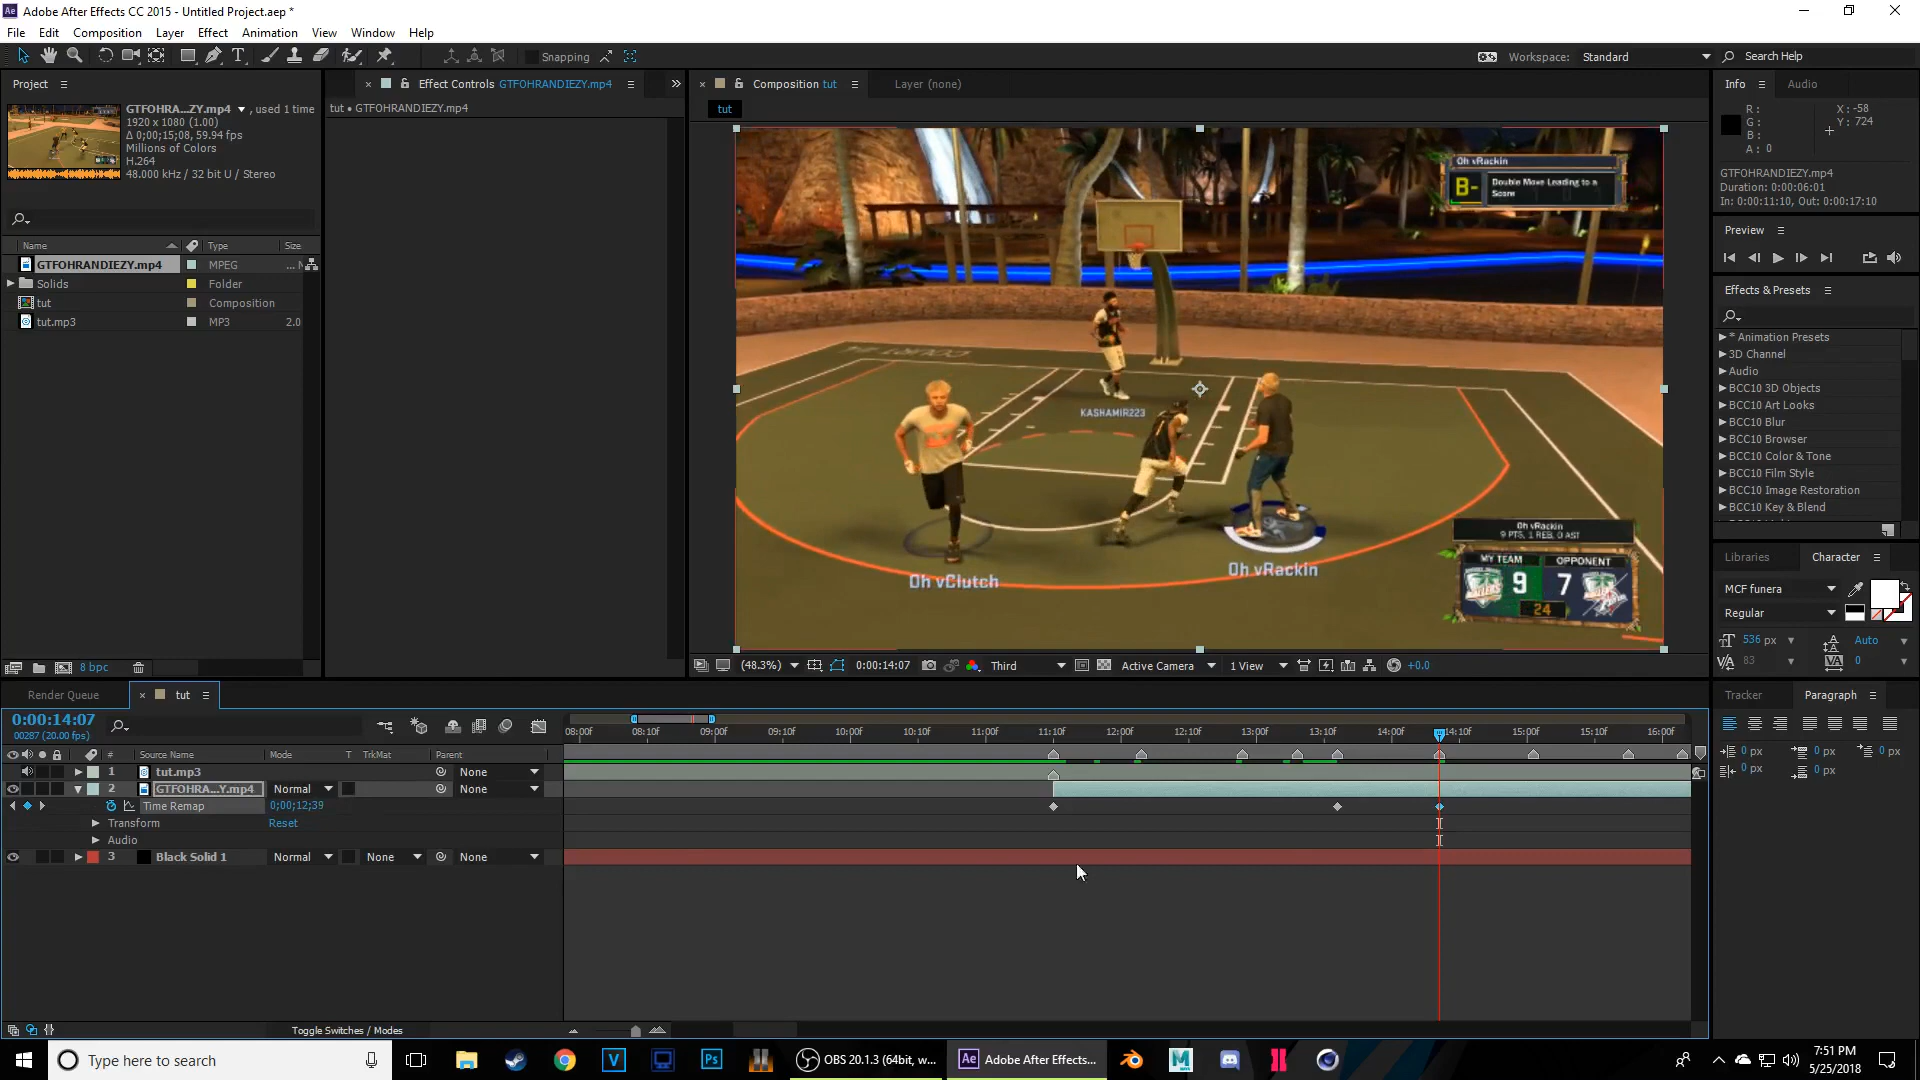 Adobe After Effects CC 2015 - Untitled Project.aep *
File Edit Composition Layer Effect Animation View Window Help
Snapping
Workspace: Standard
Search Help
Project
GTFOHRA...ZY.mp4 , used 1 time
1920 x 1080 (1.00)
Δ 0;00;15;08, 59.94 fps
Millions of Colors
H.264
48.000 kHz / 32 bit U / Stereo
Name Type Size
GTFOHRANDIEZY.mp4 MPEG
Solids Folder
tut Composition
tut.mp3 MP3 2.0
8 bpc
Effect Controls GTFOHRANDIEZY.mp4
tut • GTFOHRANDIEZY.mp4
Composition tut
Layer (none)
tut
Oh vRackin
B-
Double Move Leading to a
Score
KASHAMIR223
Oh vClutch
Oh vRackin
Oh vRackin
9 PTS, 1 REB, 0 AST
MY TEAM OPPONENT
9 7
24
(48.3%) 0:00:14:07 Third Active Camera 1 View +0.0
Info Audio
R :
G :
B :
A : 0
X : -58
Y : 724
GTFOHRANDIEZY.mp4
Duration: 0:00:06:01
In: 0:00:11:10, Out: 0:00:17:10
Preview
Effects & Presets
* Animation Presets
3D Channel
Audio
BCC10 3D Objects
BCC10 Art Looks
BCC10 Blur
BCC10 Browser
BCC10 Color & Tone
BCC10 Film Style
BCC10 Image Restoration
BCC10 Key & Blend
Libraries Character
MCF funera
Regular
536 px Auto
83 0
Tracker Paragraph
0 px 0 px 0 px
0 px 0 px
Render Queue tut
0:00:14:07
00287 (20.00 fps)
# Source Name Mode T TrkMat Parent
1 tut.mp3 None
2 GTFOHRA...Y.mp4 Normal None
Time Remap 0;00;12;39
Transform Reset
Audio
3 Black Solid 1 Normal None None
08:00f 08:10f 09:00f 09:10f 10:00f 10:10f 11:00f 11:10f 12:00f 12:10f 13:00f 13:10f 14:00f 14:10f 15:00f 15:10f 16:00f
Toggle Switches / Modes
Type here to search
OBS 20.1.3 (64bit, w...
Adobe After Effects...
7:51 PM
5/25/2018